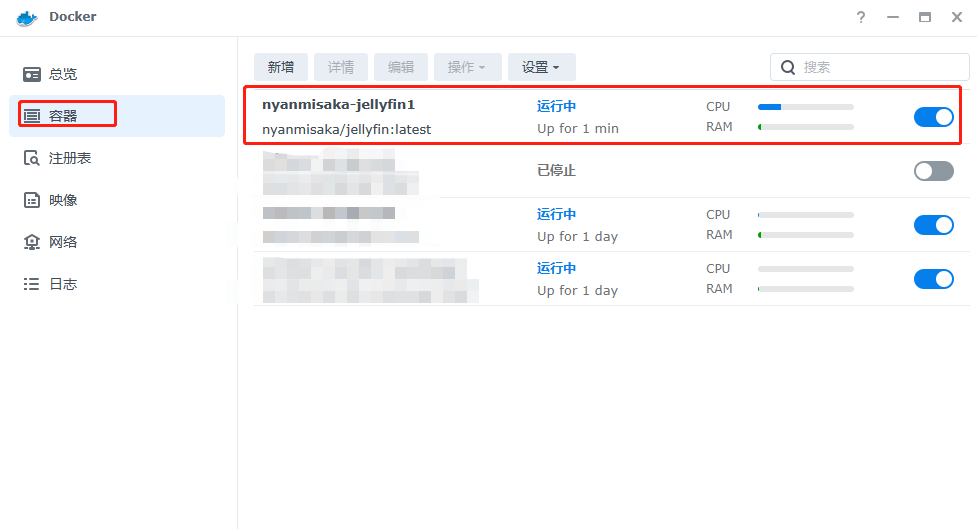 Docker
?
总览
容器
注册表
映像
网络
日志
新增 详情 编辑 操作 设置 搜索
nyanmisaka-jellyfin1 运行中 CPU
nyanmisaka/jellyfin:latest Up for 1 min RAM
已停止
运行中 CPU
Up for 1 day RAM
运行中 CPU
Up for 1 day RAM